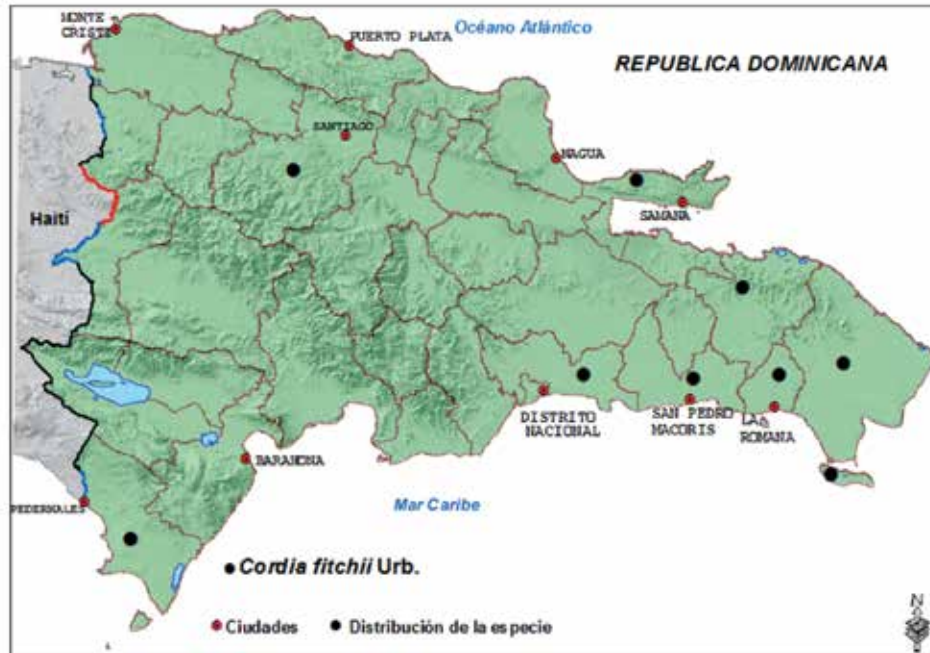 MONTE
CRISTI
PUERTO PLATA
Océano Atlántico
REPUBLICA DOMINICANA
SANTIAGO
NAGUA
SAMANA
Haití
DISTRITO
NACIONAL
SAN PEDRO
MACORIS
LA
ROMANA
BARAHONA
PEDERNALES
Mar Caribe
Cordia fitchii Urb.
Ciudades
Distribución de la especie
N